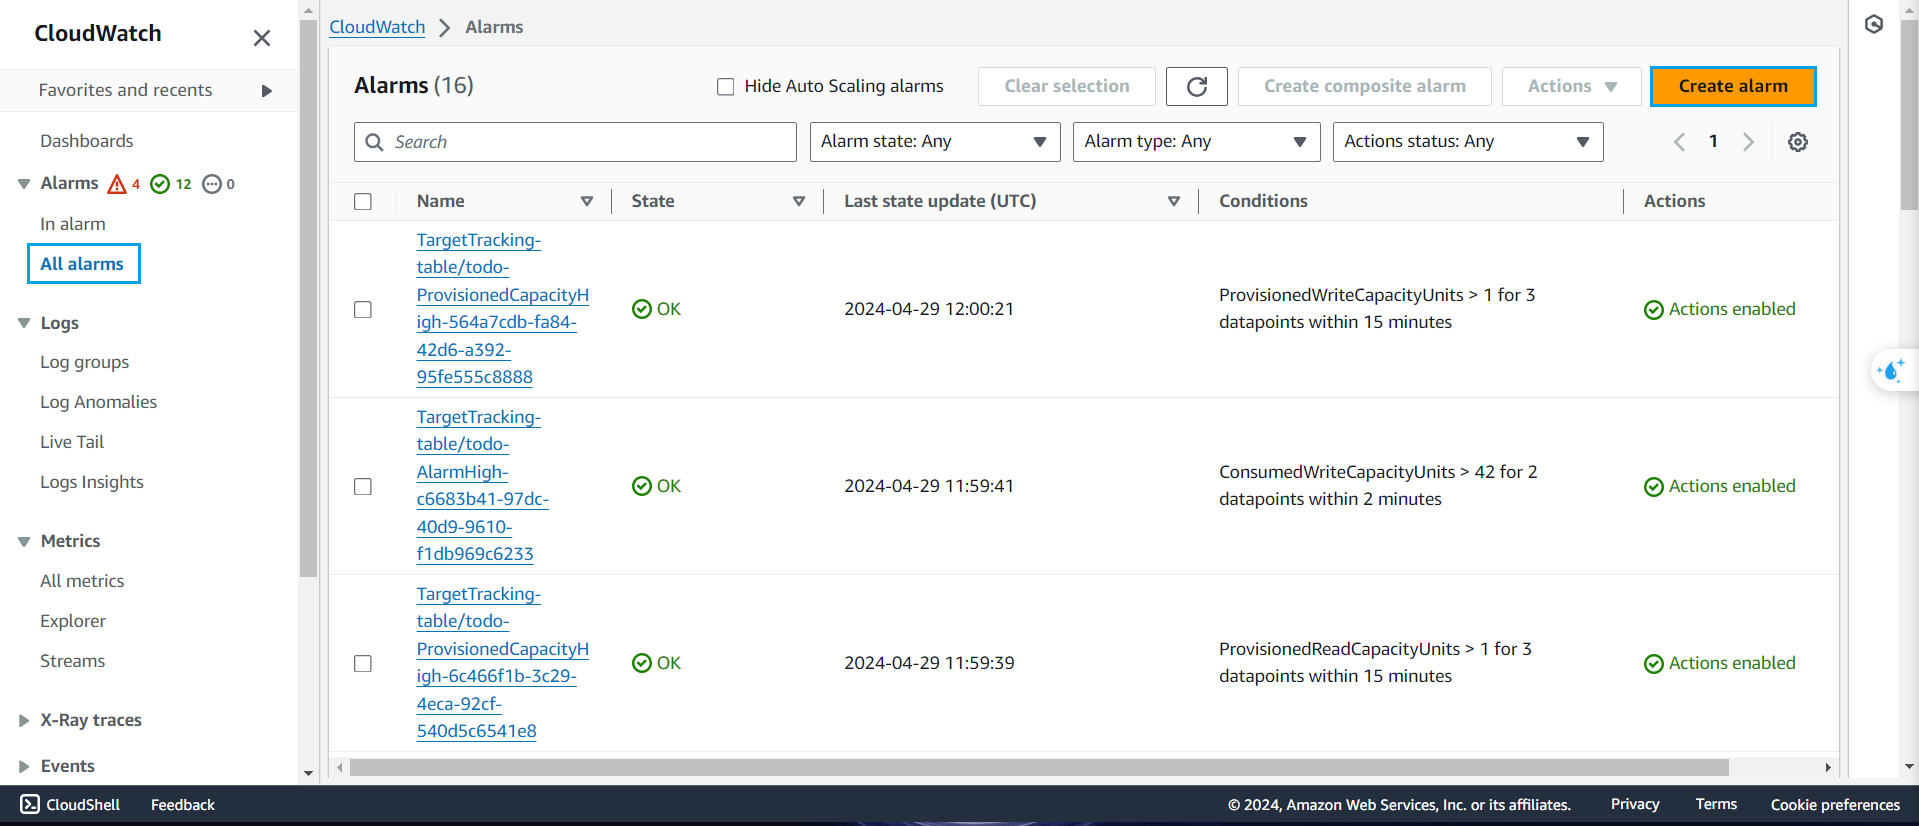 CloudWatch
Favorites and recents
Dashboards
Alarms 4 12 0
In alarm
All alarms
Logs
Log groups
Log Anomalies
Live Tail
Logs Insights
Metrics
All metrics
Explorer
Streams
X-Ray traces
Events
CloudWatch Alarms
Alarms (16)
Hide Auto Scaling alarms
Clear selection
Create composite alarm
Actions
Create alarm
Search
Alarm state: Any
Alarm type: Any
Actions status: Any
1
Name State Last state update (UTC) Conditions Actions
TargetTracking-
table/todo-
ProvisionedCapacityH
igh-564a7cdb-fa84-
42d6-a392-
95fe555c8888
OK
2024-04-29 12:00:21
ProvisionedWriteCapacityUnits > 1 for 3
datapoints within 15 minutes
Actions enabled
TargetTracking-
table/todo-
AlarmHigh-
c6683b41-97dc-
40d9-9610-
f1db969c6233
OK
2024-04-29 11:59:41
ConsumedWriteCapacityUnits > 42 for 2
datapoints within 2 minutes
Actions enabled
TargetTracking-
table/todo-
ProvisionedCapacityH
igh-6c466f1b-3c29-
4eca-92cf-
540d5c6541e8
OK
2024-04-29 11:59:39
ProvisionedReadCapacityUnits > 1 for 3
datapoints within 15 minutes
Actions enabled
CloudShell Feedback © 2024, Amazon Web Services, Inc. or its affiliates. Privacy Terms Cookie preferences